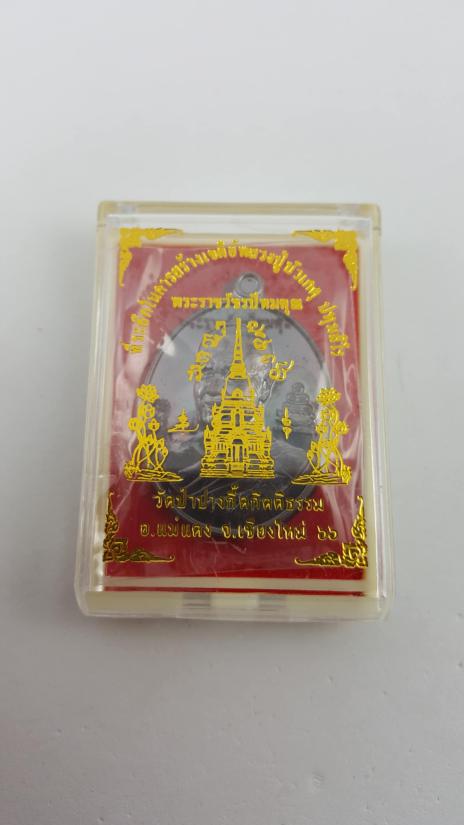 ที่ระลึกในการสร้างเจดีย์หลวงปู่บัวเกตุ ปทุมสิโร
พระราชวัชรปัทมคุณ
วัดป่าปางกื้ดกิตติธรรม
อ.แม่แตง จ.เชียงใหม่ ๖๖